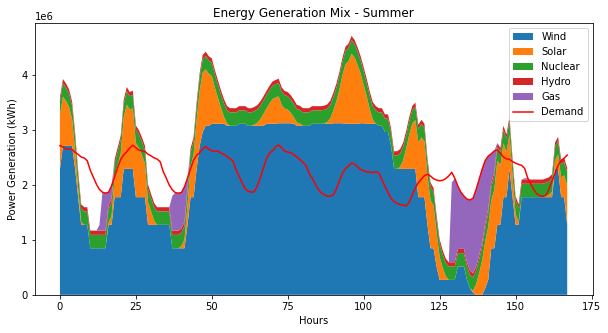 Energy Generation Mix - Summer
1e6
Power Generation (kWh)
4
3
2
1
0
Wind
Solar
Nuclear
Hydro
Gas
Demand
0 25 50 75 100 125 150 175
Hours